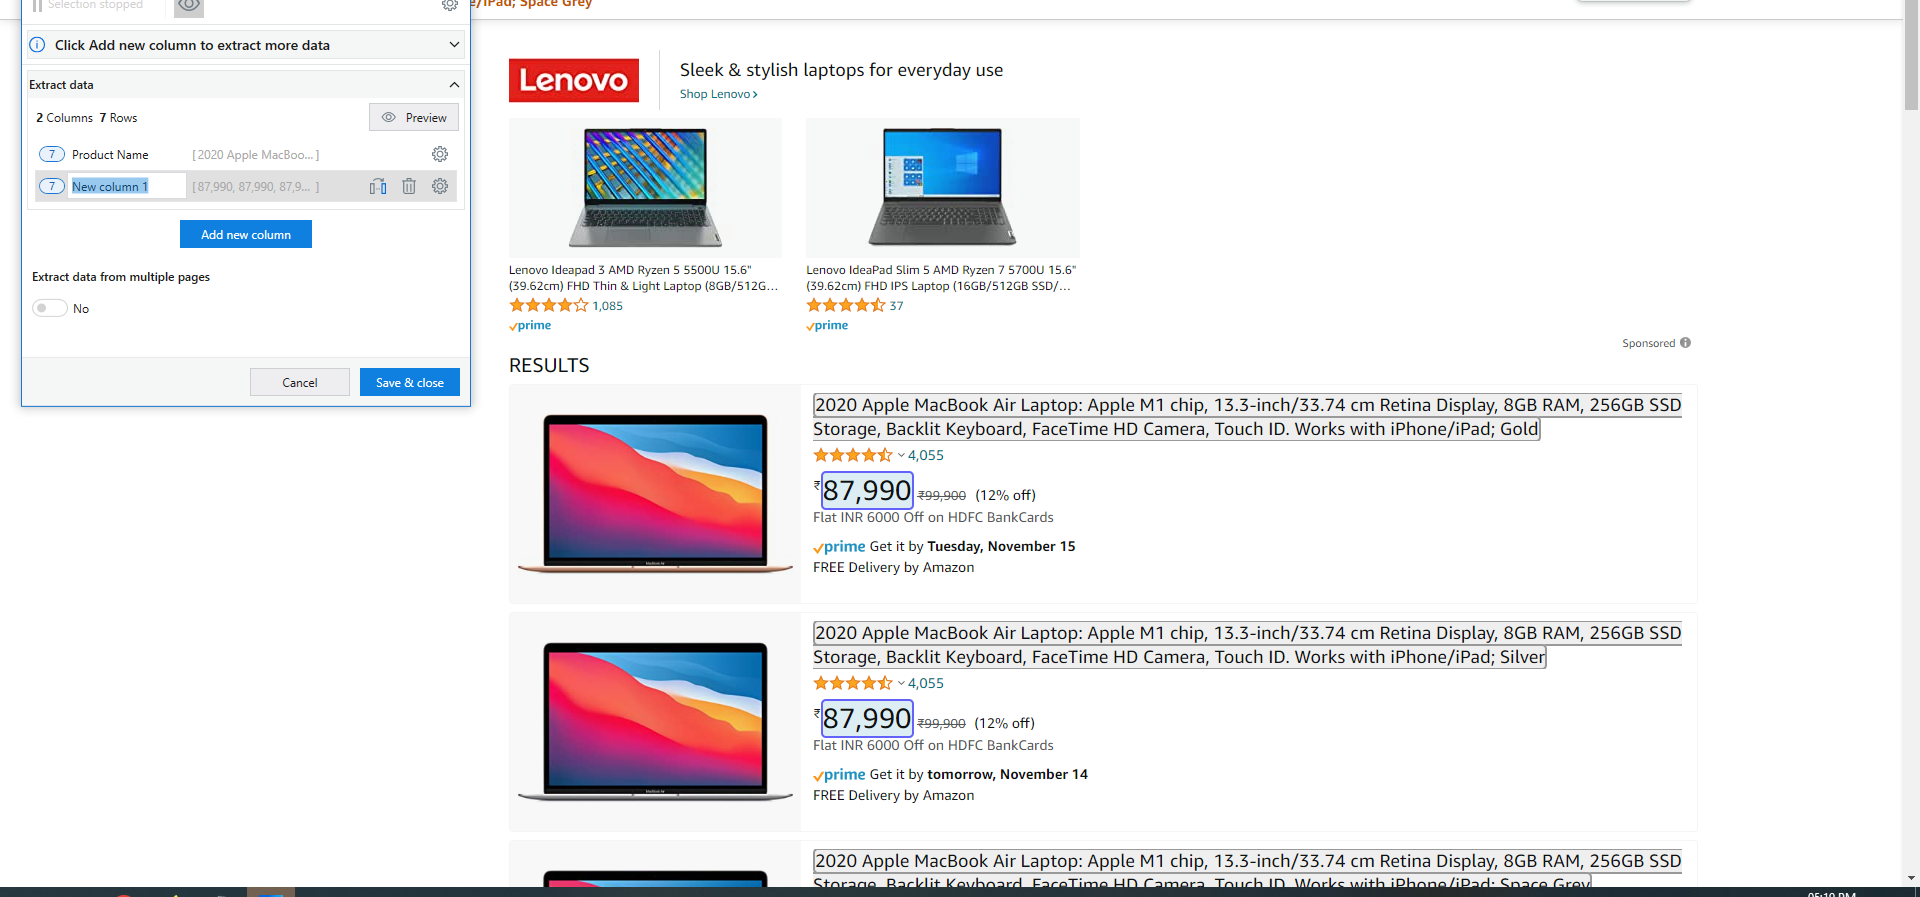 Selection stopped
e/iPad; Space Grey
Click Add new column to extract more data
Extract data
2 Columns 7 Rows
Preview
7 Product Name [2020 Apple MacBoo... ]
7 New column 1 [87,990, 87,990, 87,9... ]
Add new column
Extract data from multiple pages
No
Cancel
Save & close
Lenovo
Sleek & stylish laptops for everyday use
Shop Lenovo ›
Lenovo Ideapad 3 AMD Ryzen 5 5500U 15.6"
(39.62cm) FHD Thin & Light Laptop (8GB/512G...
1,085
prime
Lenovo IdeaPad Slim 5 AMD Ryzen 7 5700U 15.6"
(39.62cm) FHD IPS Laptop (16GB/512GB SSD/...
37
prime
Sponsored
RESULTS
2020 Apple MacBook Air Laptop: Apple M1 chip, 13.3-inch/33.74 cm Retina Display, 8GB RAM, 256GB SSD
Storage, Backlit Keyboard, FaceTime HD Camera, Touch ID. Works with iPhone/iPad; Gold
4,055
₹87,990 ₹99,900 (12% off)
Flat INR 6000 Off on HDFC BankCards
prime Get it by Tuesday, November 15
FREE Delivery by Amazon
2020 Apple MacBook Air Laptop: Apple M1 chip, 13.3-inch/33.74 cm Retina Display, 8GB RAM, 256GB SSD
Storage, Backlit Keyboard, FaceTime HD Camera, Touch ID. Works with iPhone/iPad; Silver
4,055
₹87,990 ₹99,900 (12% off)
Flat INR 6000 Off on HDFC BankCards
prime Get it by tomorrow, November 14
FREE Delivery by Amazon
2020 Apple MacBook Air Laptop: Apple M1 chip, 13.3-inch/33.74 cm Retina Display, 8GB RAM, 256GB SSD
Storage, Backlit Keyboard, FaceTime HD Camera, Touch ID. Works with iPhone/iPad; Space Grey